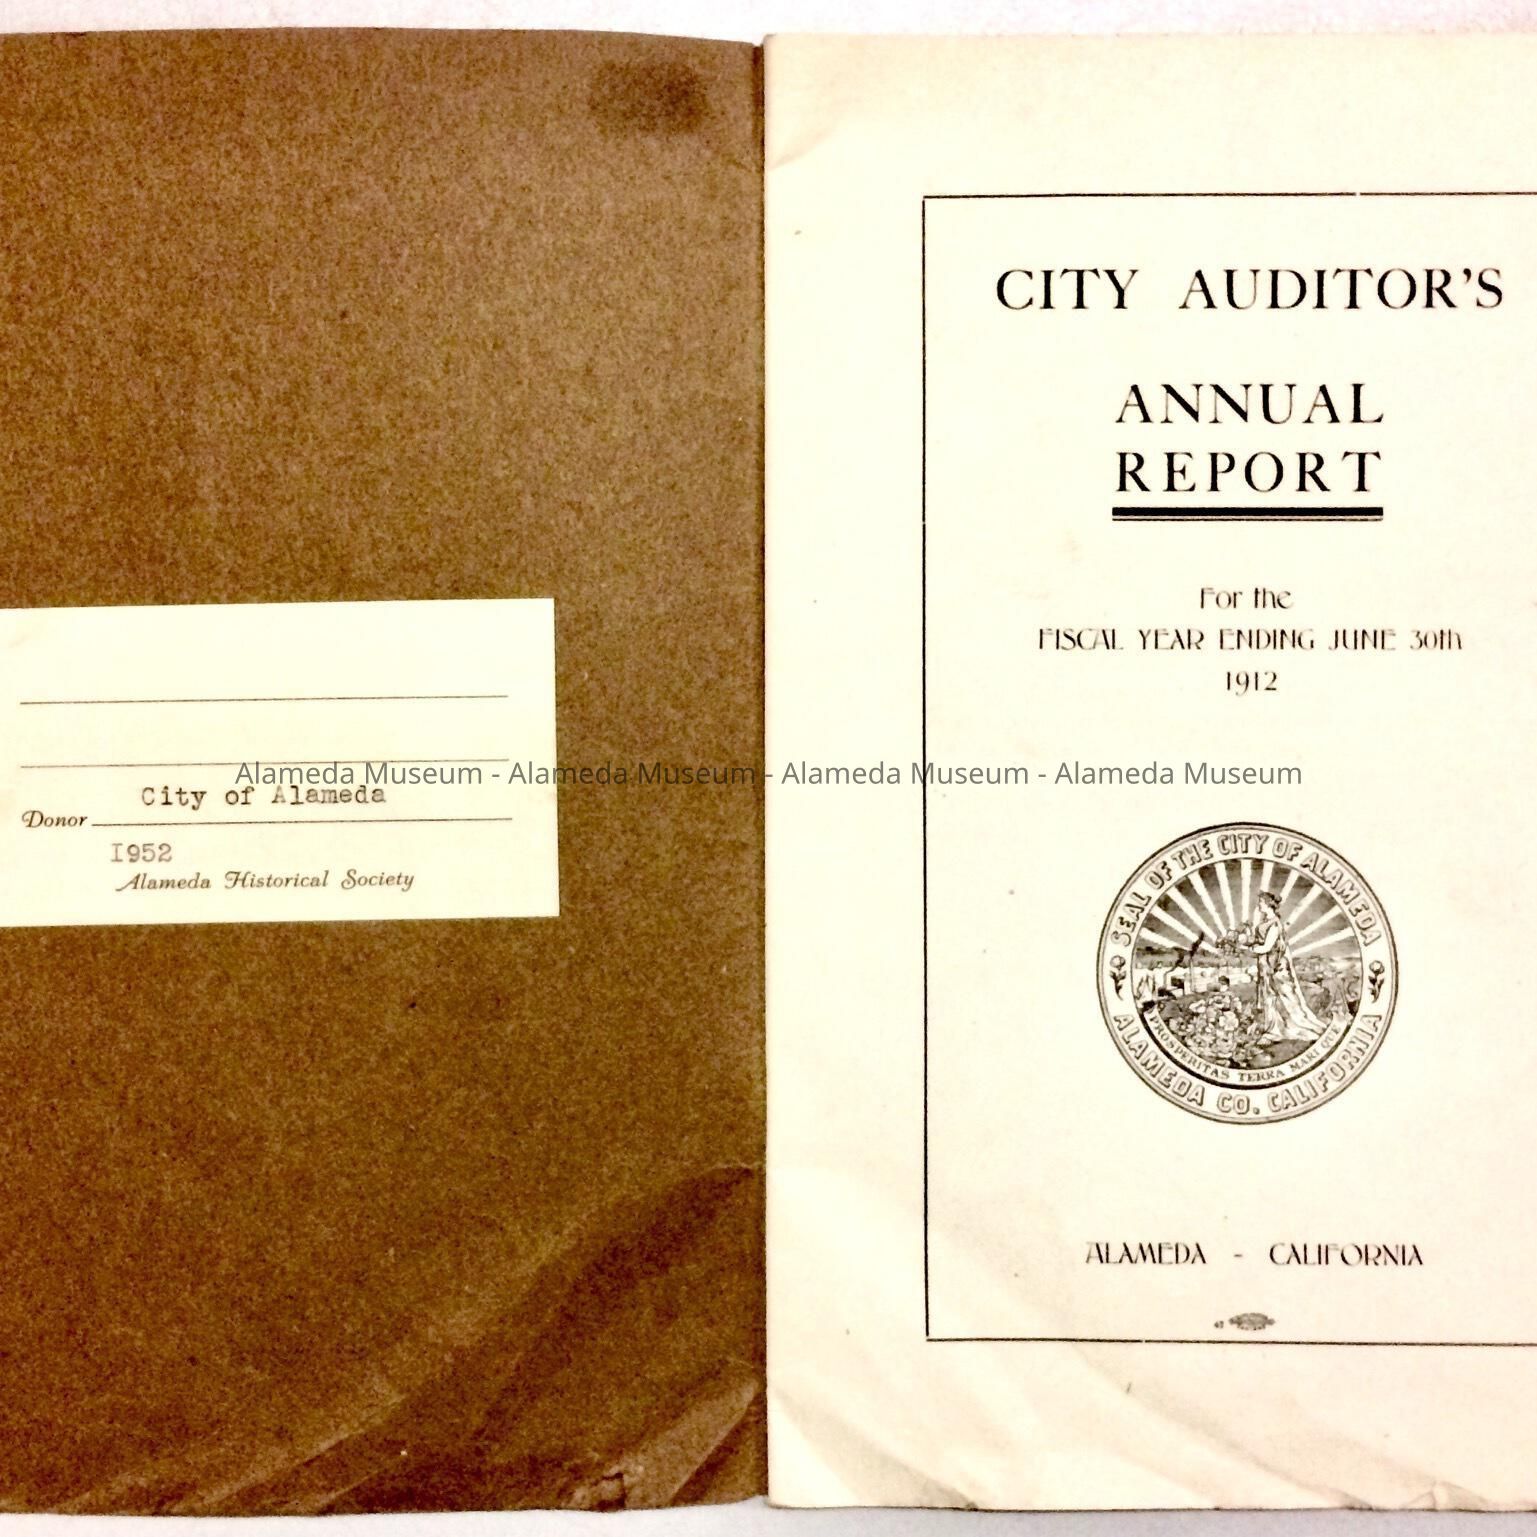 City of Alameda
Donor
1952
Alameda Historical Society
Alameda Museum - Alameda Museum - Alameda Museum - Alameda Museum
CITY AUDITOR'S
ANNUAL
REPORT
For the
FISCAL YEAR ENDING JUNE 30th
1912
SEAL OF THE CITY OF ALAMEDA
PROSPERITAS TERRA MARI QUE
ALAMEDA CO. CALIFORNIA
ALAMEDA - CALIFORNIA